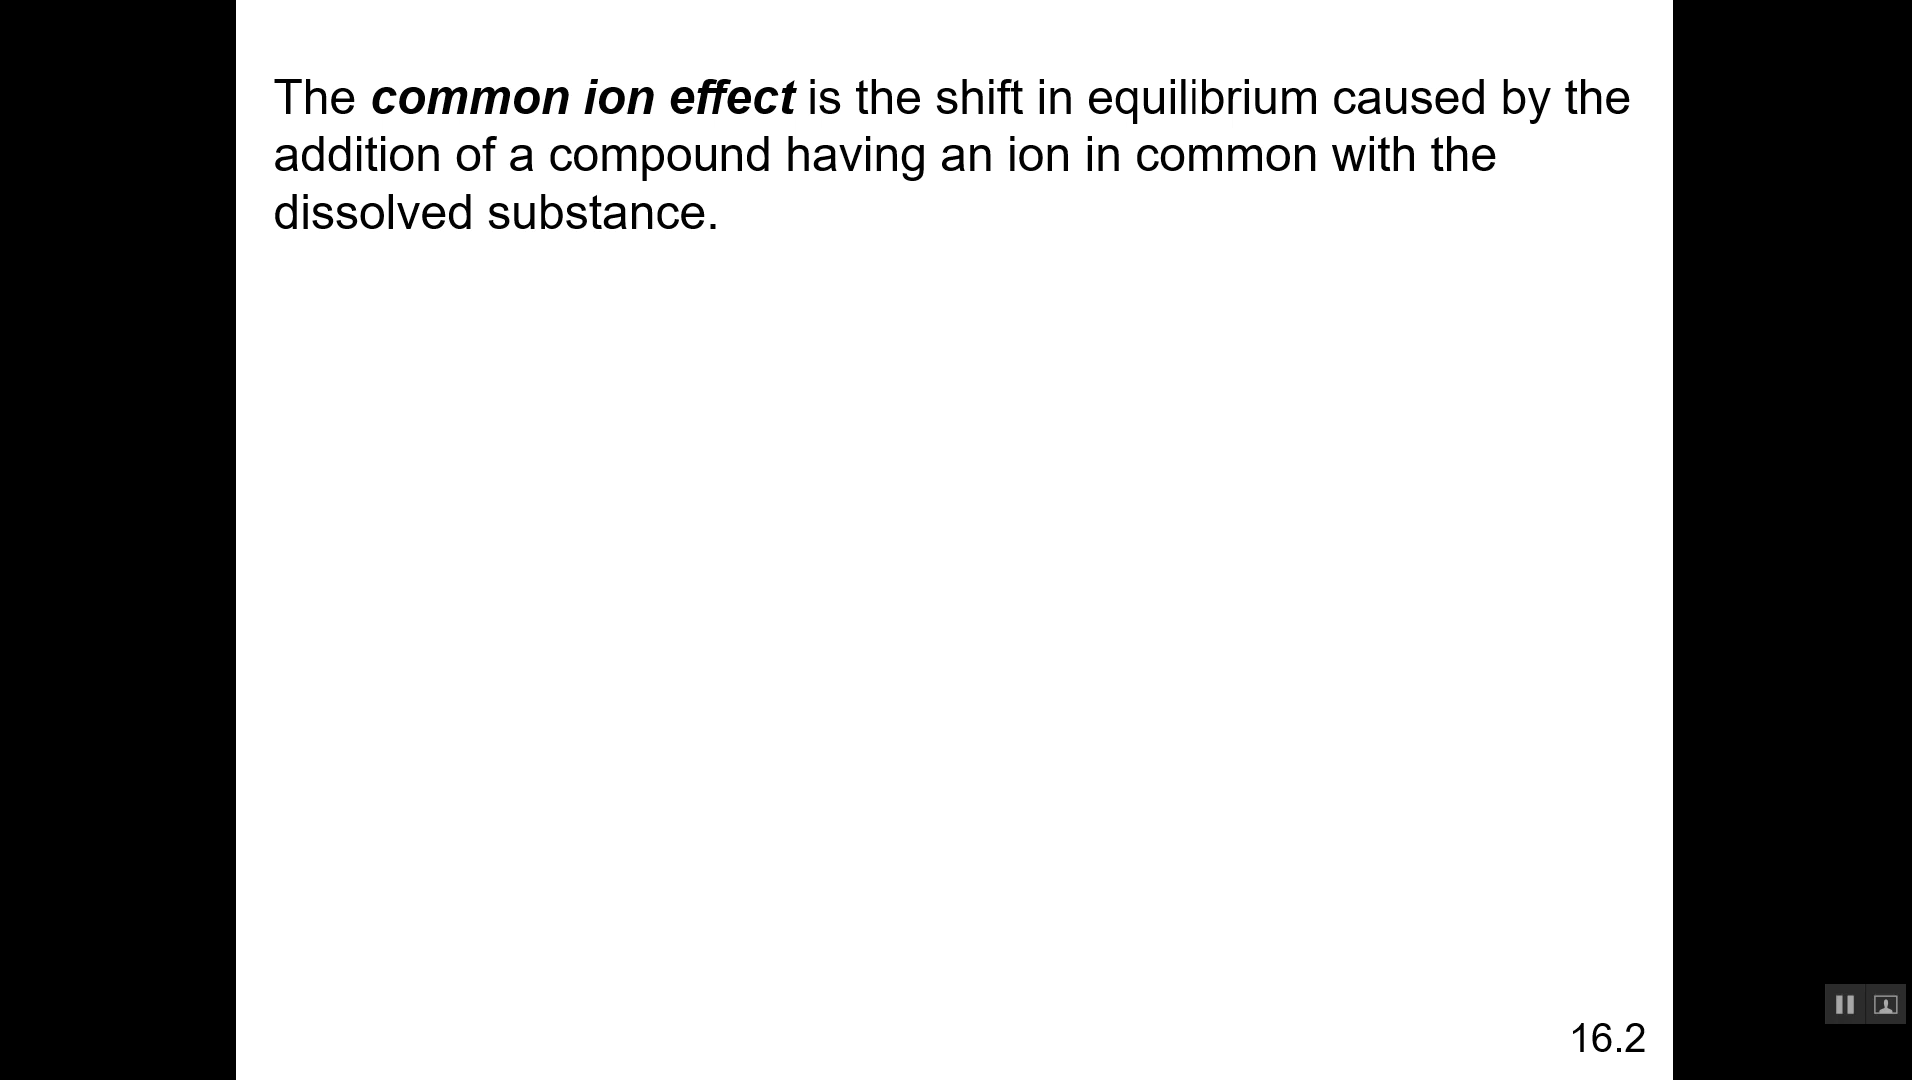 The common ion effect is the shift in equilibrium caused by the
addition of a compound having an ion in common with the
dissolved substance.
16.2